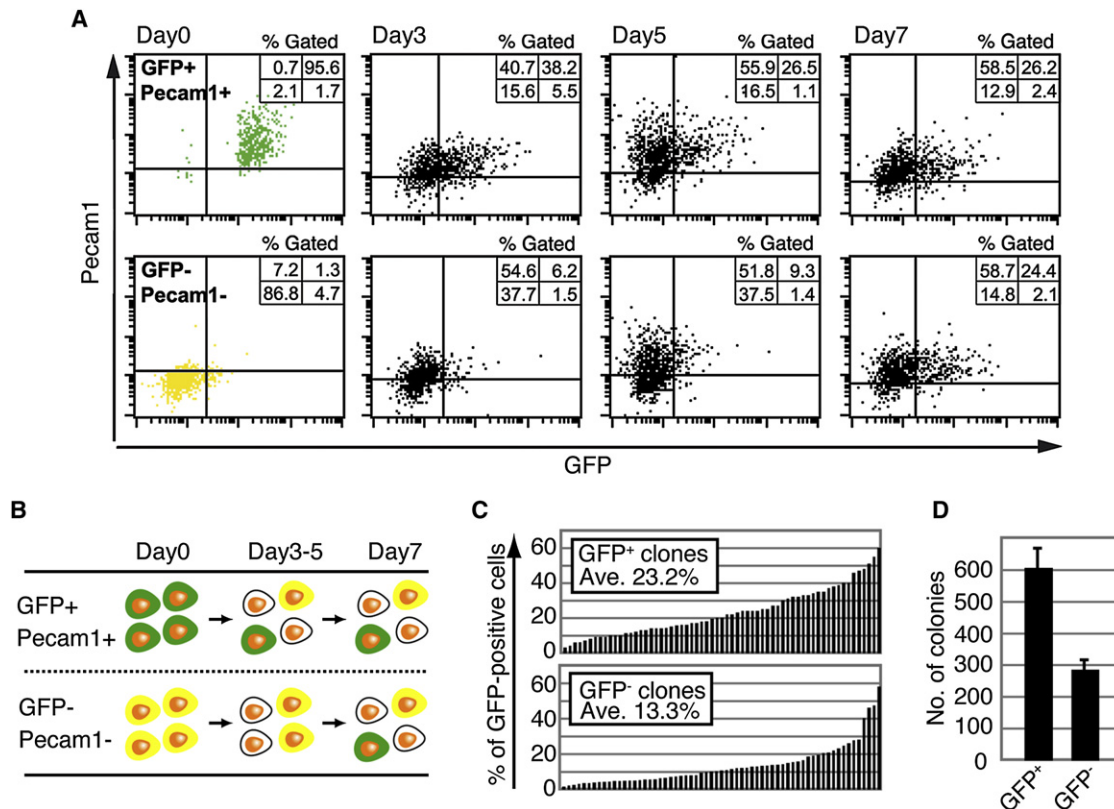 A
Day0
% Gated
Day3
% Gated
Day5
% Gated
Day7
% Gated
GFP+
Pecam1+
0.7 95.6
2.1 1.7
40.7 38.2
15.6 5.5
55.9 26.5
16.5 1.1
58.5 26.2
12.9 2.4
Pecam1
% Gated
% Gated
% Gated
% Gated
GFP-
Pecam1-
7.2 1.3
86.8 4.7
54.6 6.2
37.7 1.5
51.8 9.3
37.5 1.4
58.7 24.4
14.8 2.1
GFP
B
Day0 Day3-5 Day7
GFP+
Pecam1+
GFP-
Pecam1-
C
% of GFP-positive cells
60
40
20
0
GFP+ clones
Ave. 23.2%
60
40
20
0
GFP- clones
Ave. 13.3%
D
No. of colonies
600
500
400
300
200
100
0
GFP+
GFP-